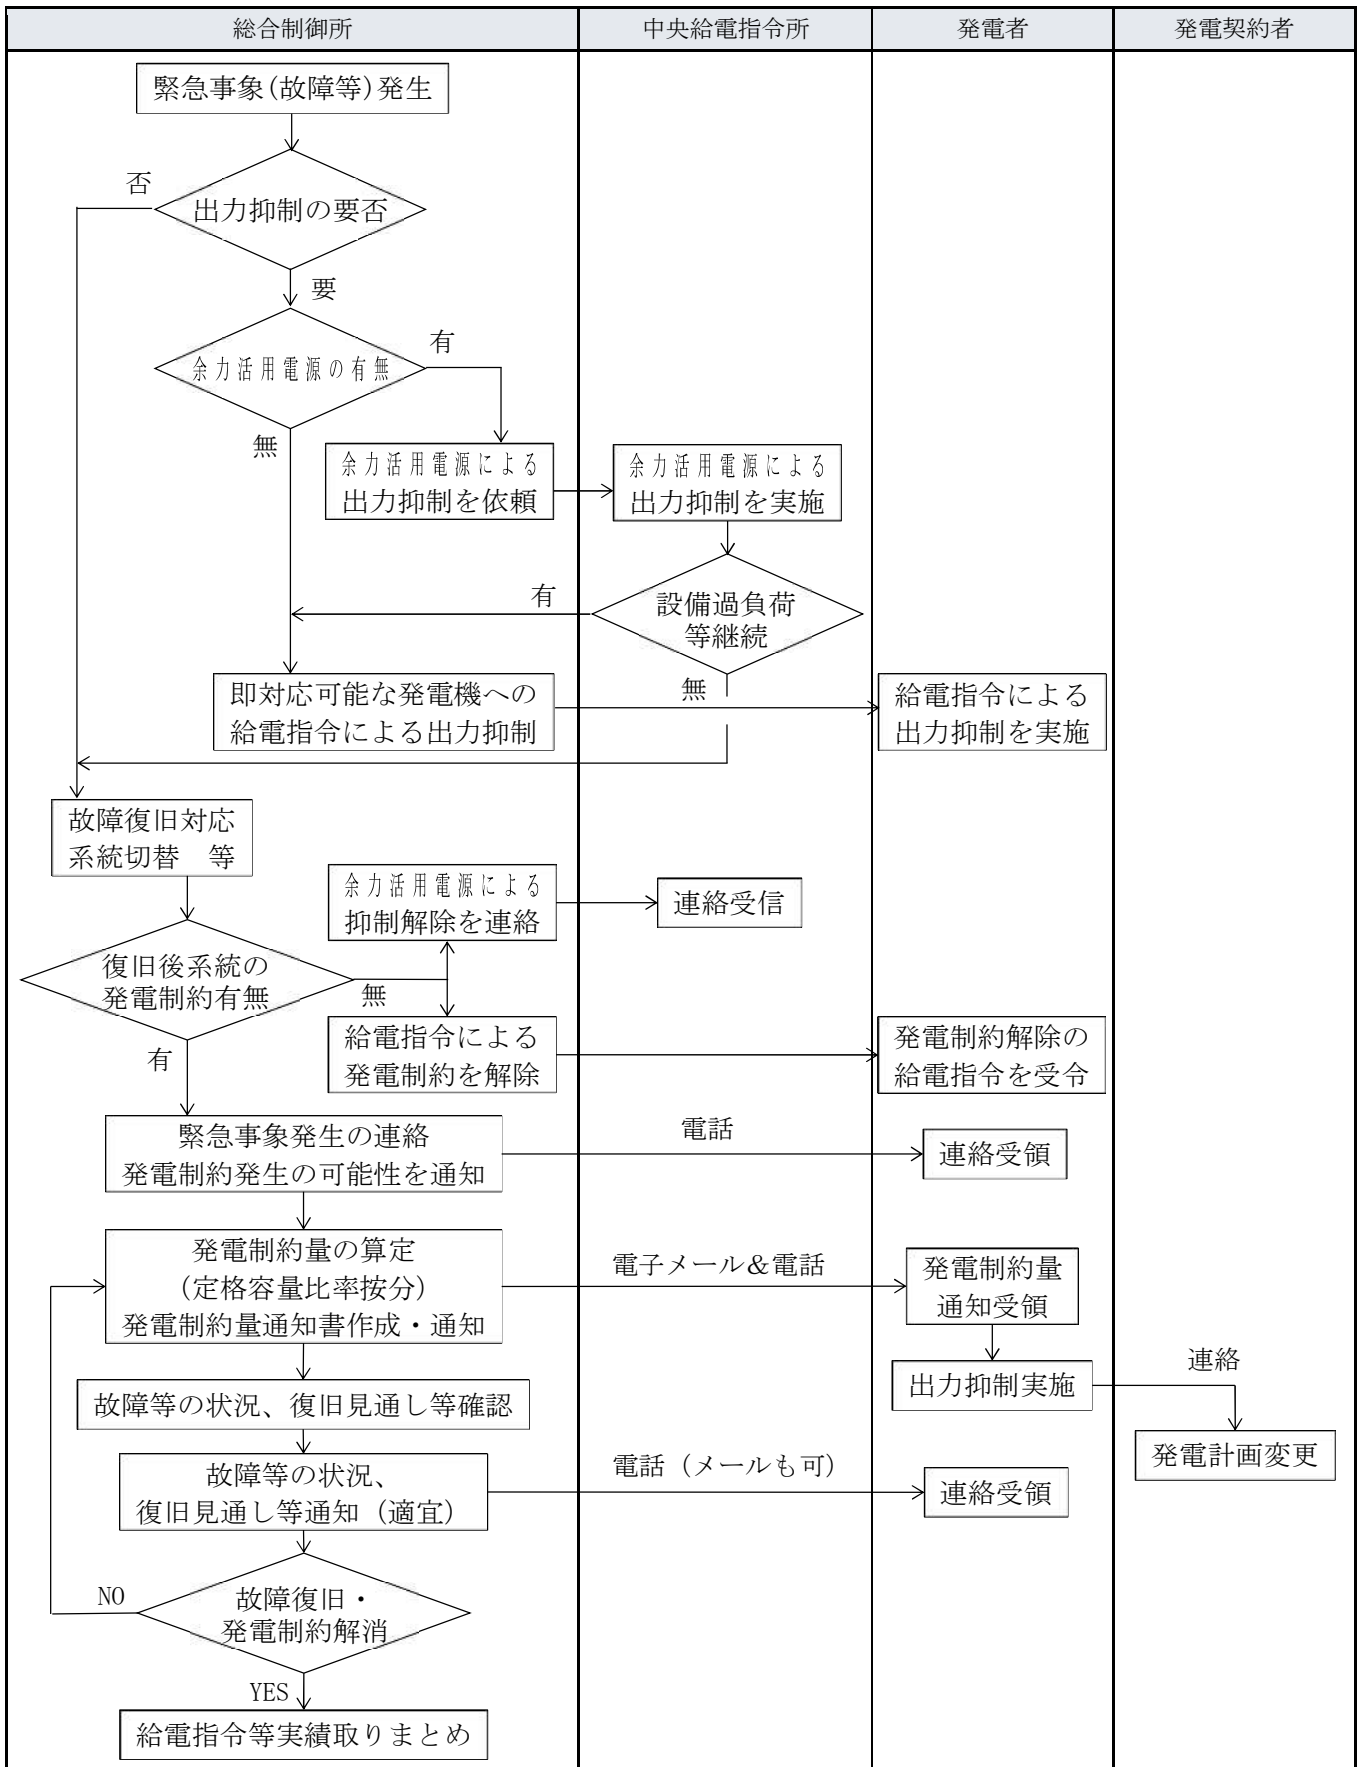 総合制御所
中央給電指令所
発電者
発電契約者
緊急事象(故障等)発生
否
出力抑制の要否
要
有
余力活用電源の有無
無
余力活用電源による
出力抑制を依頼
余力活用電源による
出力抑制を実施
有
設備過負荷
等継続
無
即対応可能な発電機への
給電指令による出力抑制
給電指令による
出力抑制を実施
故障復旧対応
系統切替　等
余力活用電源による
抑制解除を連絡
連絡受信
復旧後系統の
発電制約有無
無
有
給電指令による
発電制約を解除
発電制約解除の
給電指令を受令
緊急事象発生の連絡
発電制約発生の可能性を通知
電話
連絡受領
発電制約量の算定
(定格容量比率按分)
発電制約量通知書作成・通知
電子メール&電話
発電制約量
通知受領
出力抑制実施
連絡
発電計画変更
故障等の状況、復旧見通し等確認
故障等の状況、
復旧見通し等通知（適宜）
電話（メールも可）
連絡受領
NO
故障復旧・
発電制約解消
YES
給電指令等実績取りまとめ